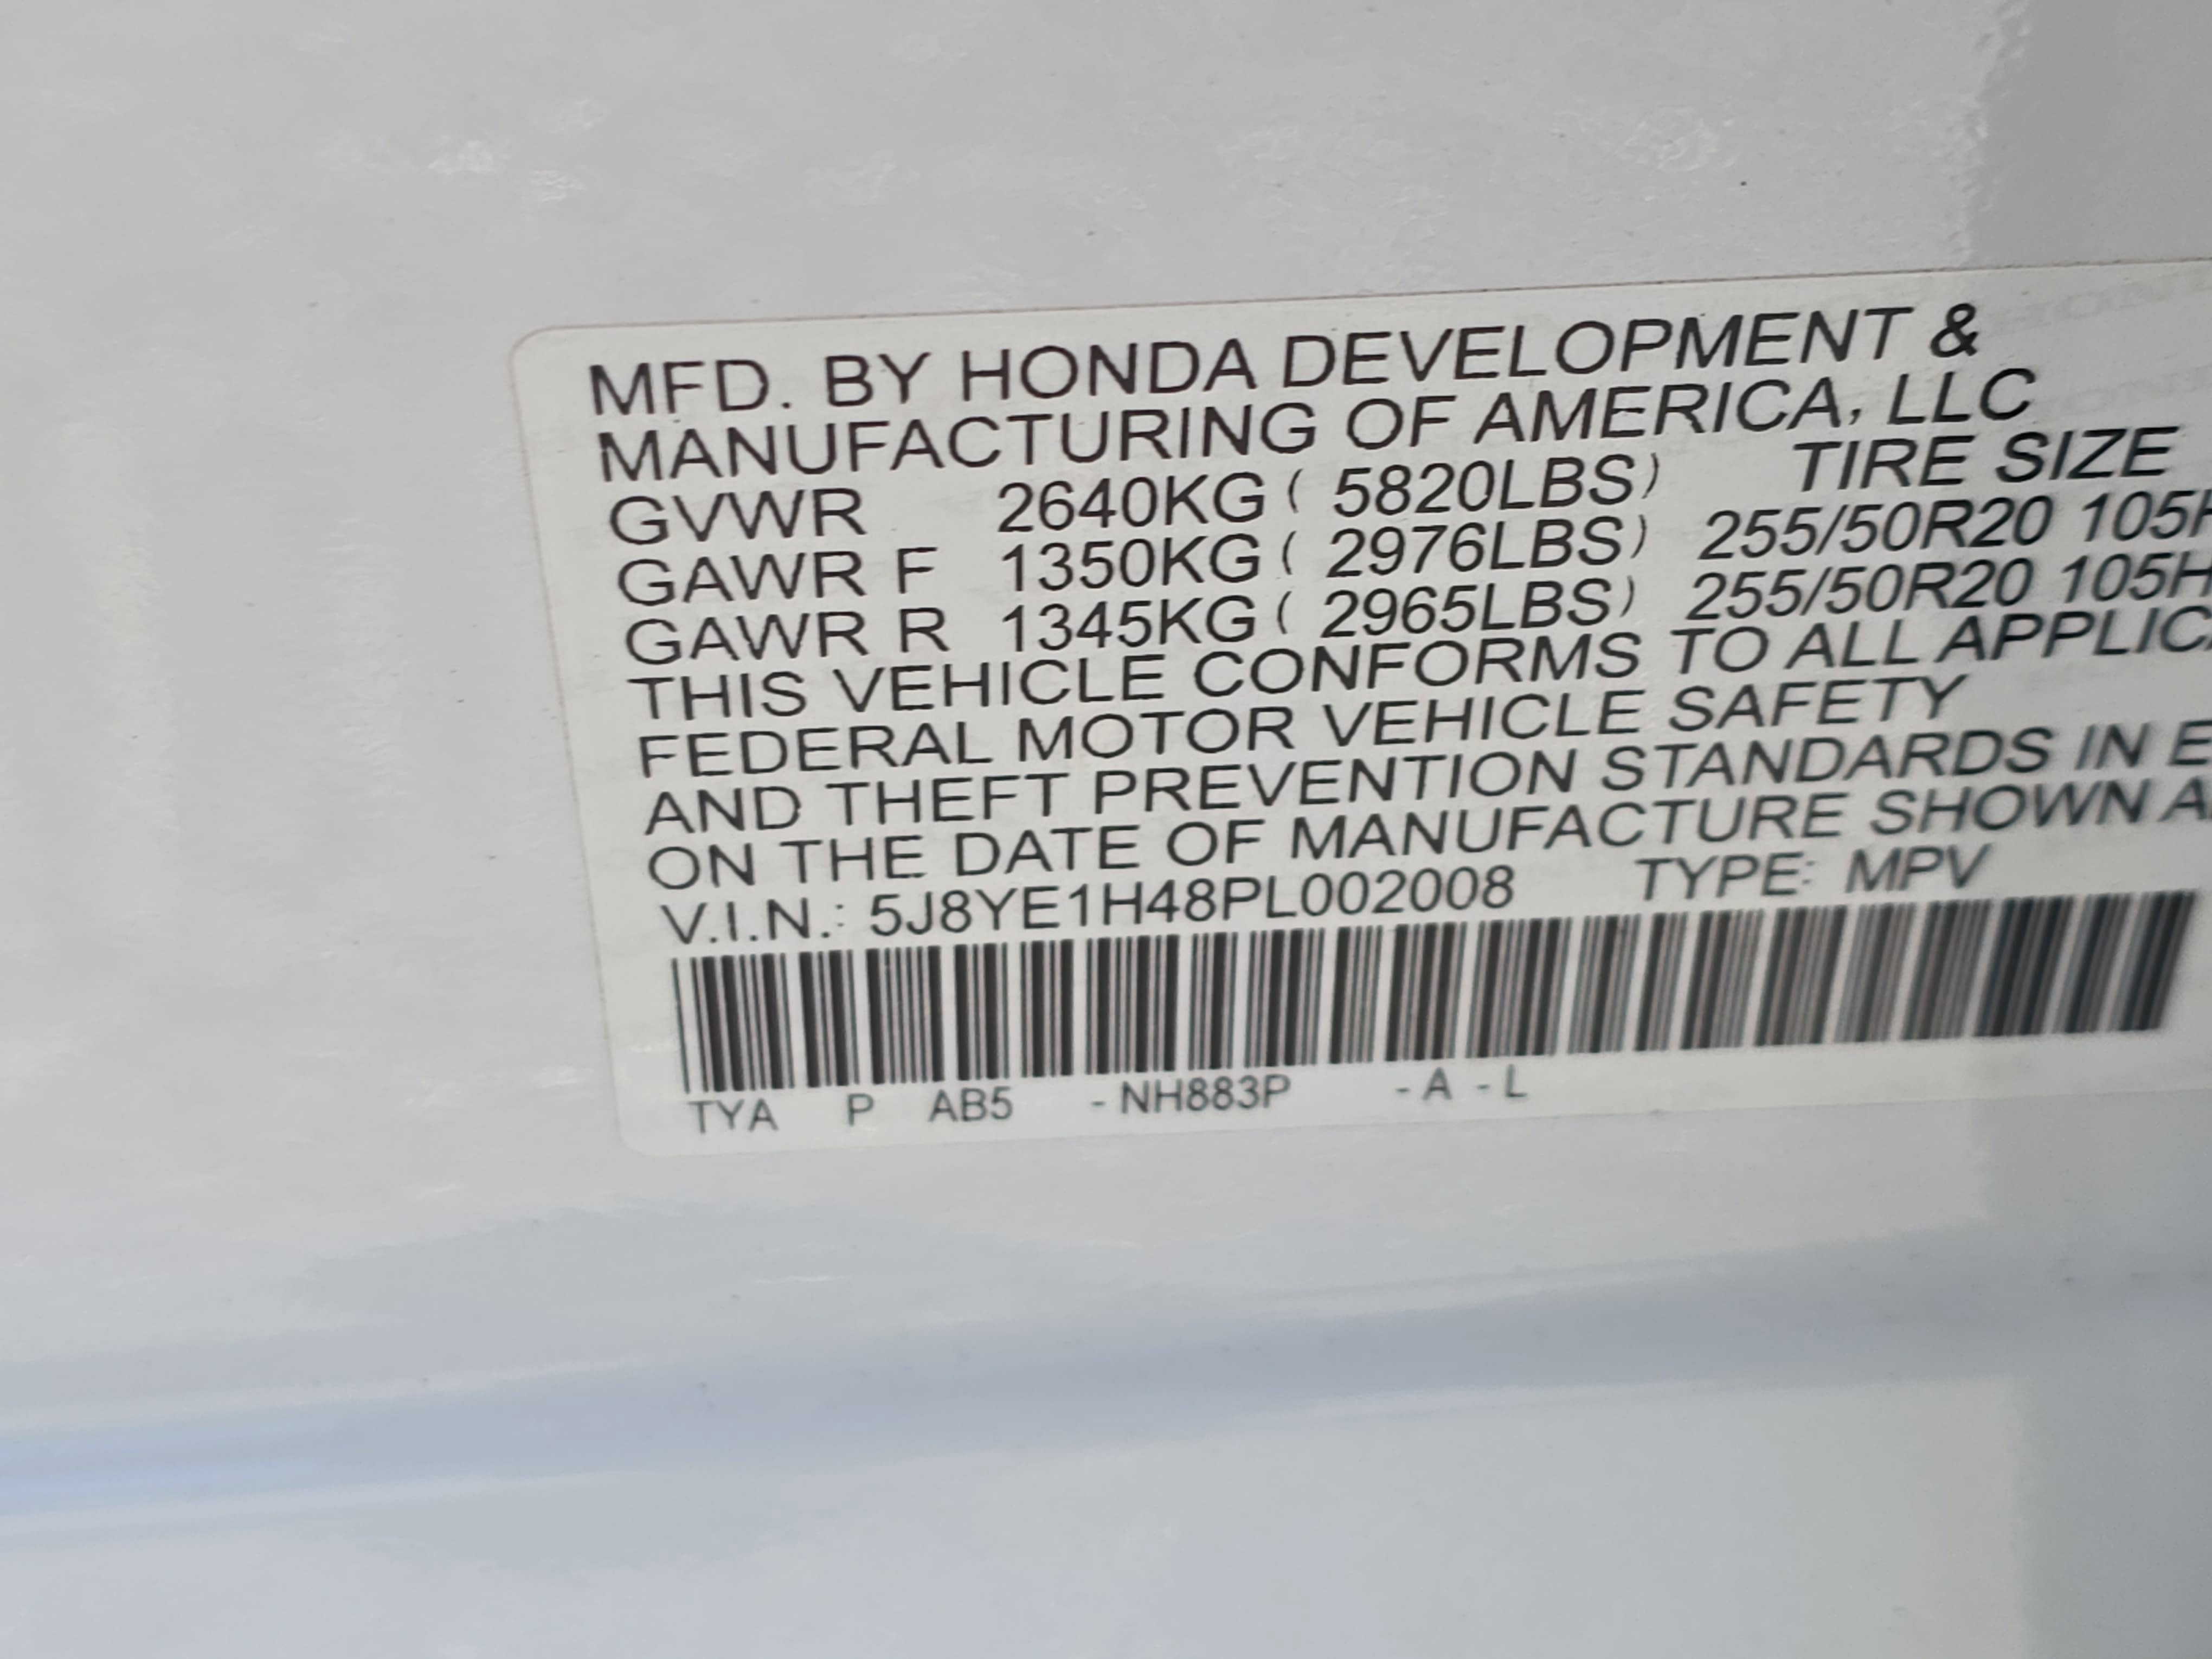 MFD. BY HONDA DEVELOPMENT &
MANUFACTURING OF AMERICA, LLC
GVWR 2640KG ( 5820LBS) TIRE SIZE
GAWR F 1350KG ( 2976LBS) 255/50R20 105H
GAWR R 1345KG ( 2965LBS) 255/50R20 105H
THIS VEHICLE CONFORMS TO ALL APPLIC
FEDERAL MOTOR VEHICLE SAFETY
AND THEFT PREVENTION STANDARDS IN E
ON THE DATE OF MANUFACTURE SHOWN A
V.I.N.: 5J8YE1H48PL002008 TYPE: MPV
TYA P AB5 - NH883P - A - L